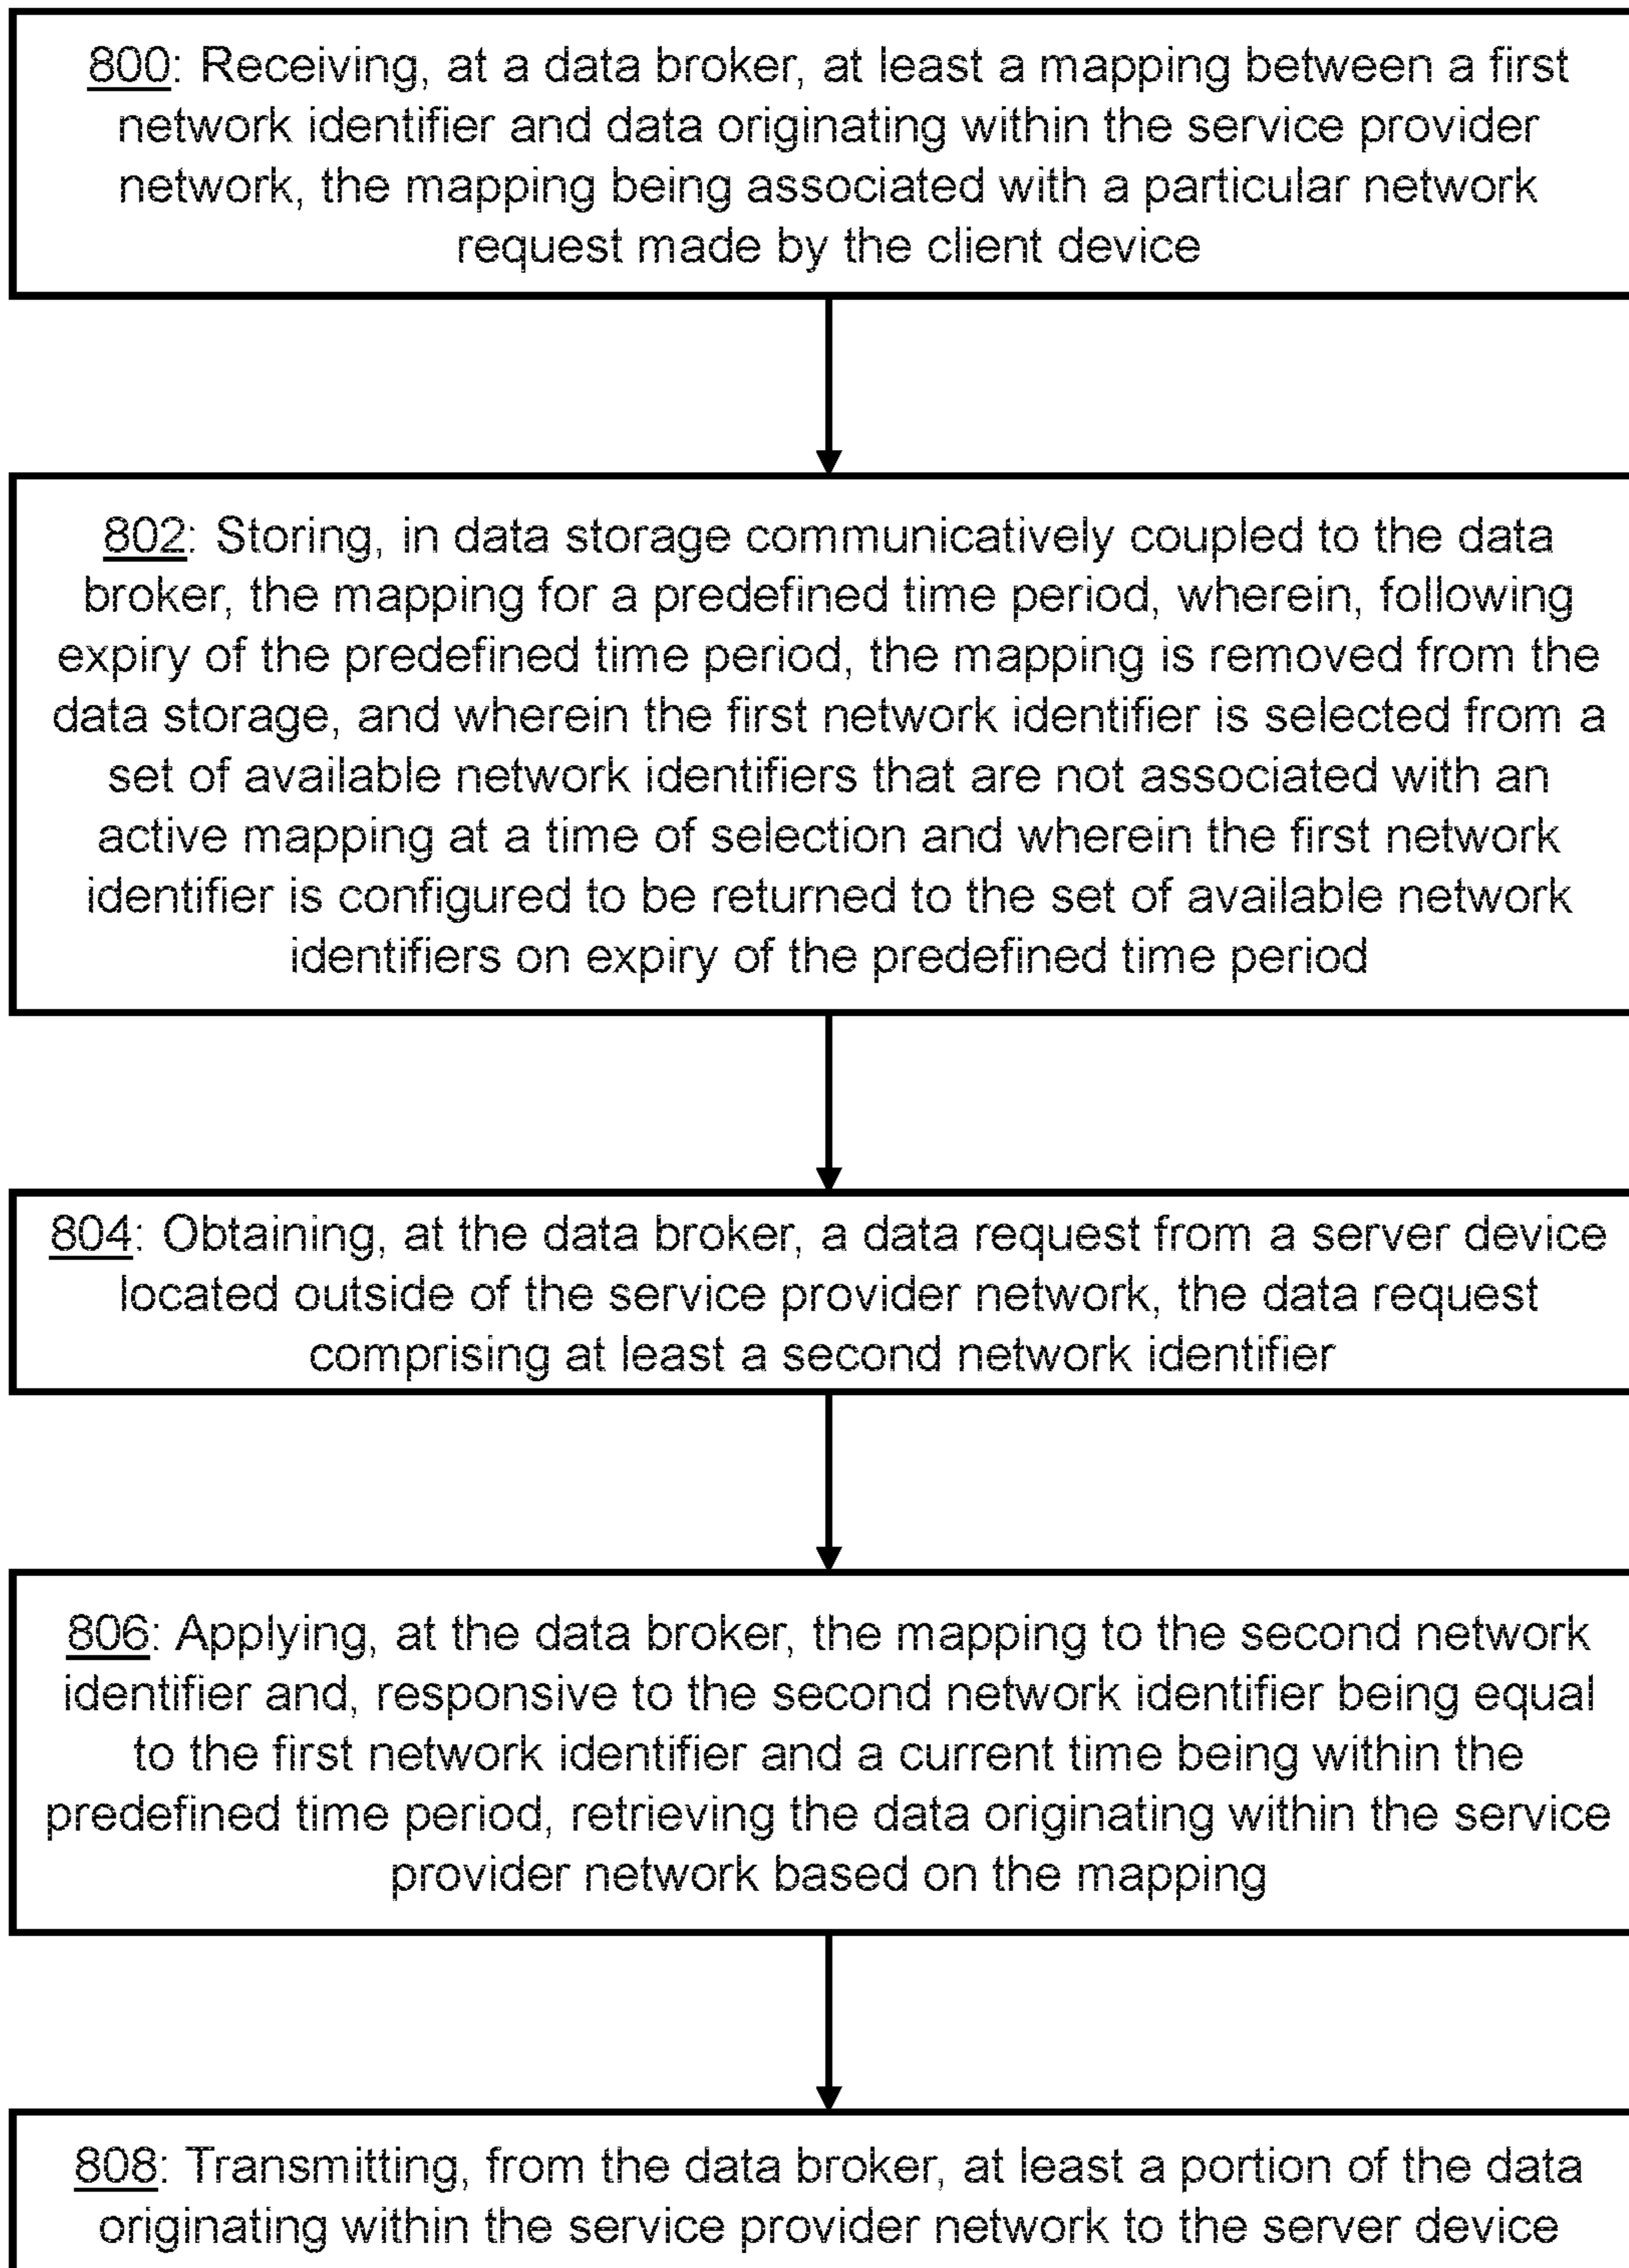 800: Receiving, at a data broker, at least a mapping between a first
network identifier and data originating within the service provider
network, the mapping being associated with a particular network
request made by the client device
802: Storing, in data storage communicatively coupled to the data
broker, the mapping for a predefined time period, wherein, following
expiry of the predefined time period, the mapping is removed from the
data storage, and wherein the first network identifier is selected from a
set of available network identifiers that are not associated with an
active mapping at a time of selection and wherein the first network
identifier is configured to be returned to the set of available network
identifiers on expiry of the predefined time period
804: Obtaining, at the data broker, a data request from a server device
located outside of the service provider network, the data request
comprising at least a second network identifier
806: Applying, at the data broker, the mapping to the second network
identifier and, responsive to the second network identifier being equal
to the first network identifier and a current time being within the
predefined time period, retrieving the data originating within the service
provider network based on the mapping
808: Transmitting, from the data broker, at least a portion of the data
originating within the service provider network to the server device